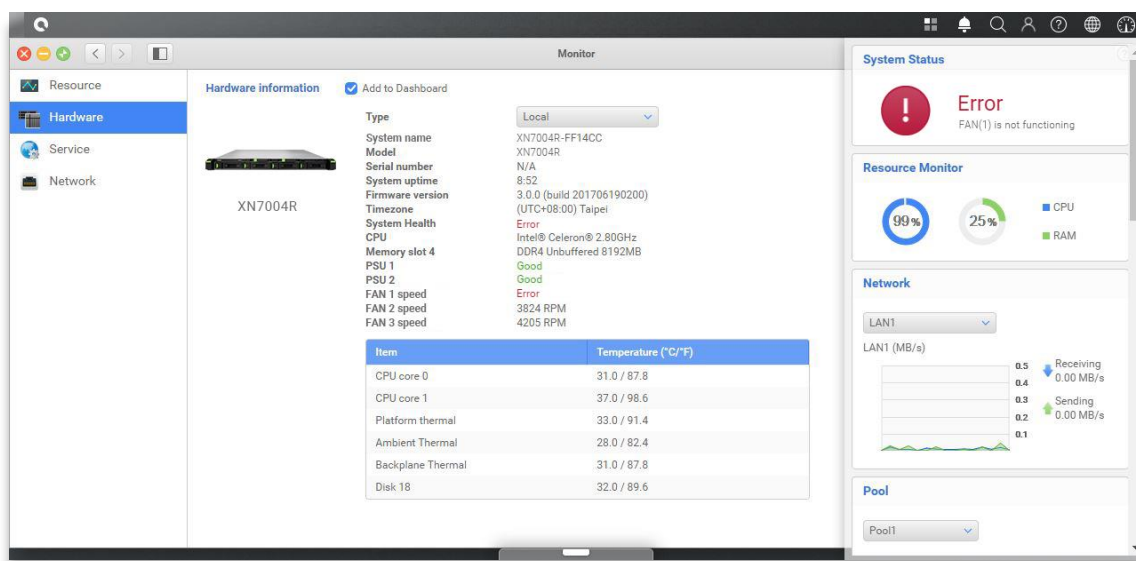 Monitor
Resource
Hardware
Service
Network
Hardware information
Add to Dashboard
XN7004R
Type Local
System name XN7004R-FF14CC
Model XN7004R
Serial number N/A
System uptime 8:52
Firmware version 3.0.0 (build 201706190200)
Timezone (UTC+08:00) Taipei
System Health Error
CPU Intel® Celeron® 2.80GHz
Memory slot 4 DDR4 Unbuffered 8192MB
PSU 1 Good
PSU 2 Good
FAN 1 speed Error
FAN 2 speed 3824 RPM
FAN 3 speed 4205 RPM
Item Temperature (°C/°F)
CPU core 0 31.0 / 87.8
CPU core 1 37.0 / 98.6
Platform thermal 33.0 / 91.4
Ambient Thermal 28.0 / 82.4
Backplane Thermal 31.0 / 87.8
Disk 18 32.0 / 89.6
System Status
Error
FAN(1) is not functioning
Resource Monitor
99%
25%
CPU
RAM
Network
LAN1
LAN1 (MB/s)
0.5
0.4
0.3
0.2
0.1
Receiving
0.00 MB/s
Sending
0.00 MB/s
Pool
Pool1